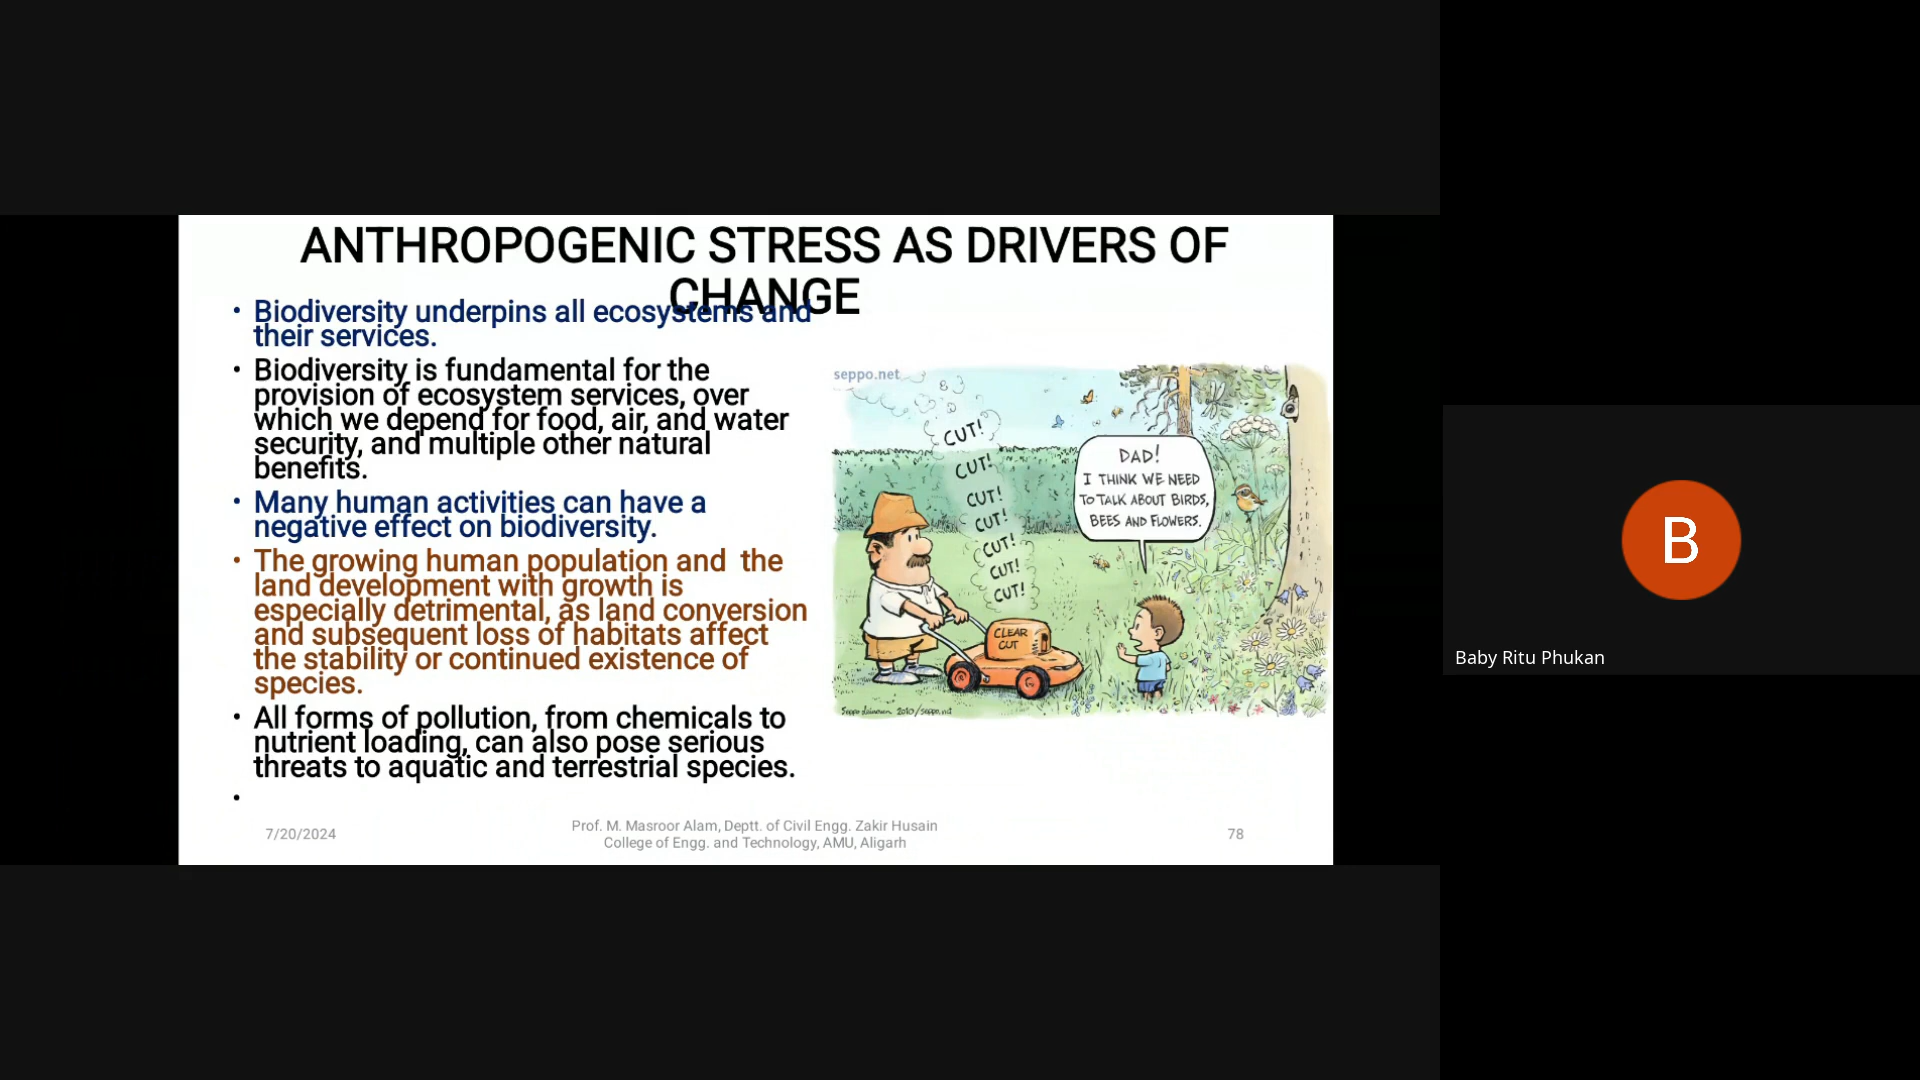 ANTHROPOGENIC STRESS AS DRIVERS OF
CHANGE
• Biodiversity underpins all ecosystems and
their services.
• Biodiversity is fundamental for the
provision of ecosystem services, over
which we depend for food, air, and water
security, and multiple other natural
benefits.
• Many human activities can have a
negative effect on biodiversity.
• The growing human population and the
land development with growth is
especially detrimental, as land conversion
and subsequent loss of habitats affect
the stability or continued existence of
species.
• All forms of pollution, from chemicals to
nutrient loading, can also pose serious
threats to aquatic and terrestrial species.
•
seppo.net
CUT!
CUT!
CUT!
CUT!
CUT!
CUT!
CUT!
DAD!
I THINK WE NEED
TO TALK ABOUT BIRDS,
BEES AND FLOWERS.
CLEAR
CUT
Seppo Leinonen 2010/seppo.net
7/20/2024
Prof. M. Masroor Alam, Deptt. of Civil Engg. Zakir Husain
College of Engg. and Technology, AMU, Aligarh
78
B
Baby Ritu Phukan